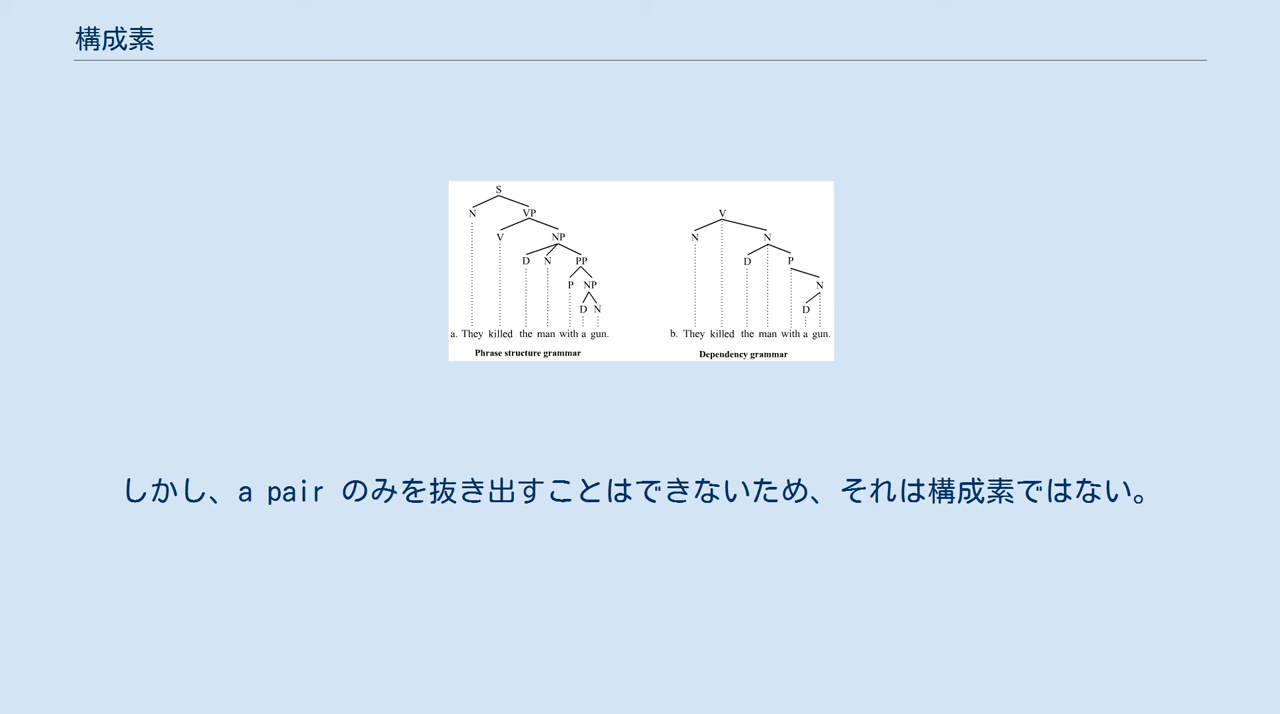 構成素
S
N VP
V NP
D N PP
P NP
D N
a. They killed the man with a gun.
Phrase structure grammar
V
N N
D P
N
D
b. They killed the man with a gun.
Dependency grammar
しかし、a pair のみを抜き出すことはできないため、それは構成素ではない。